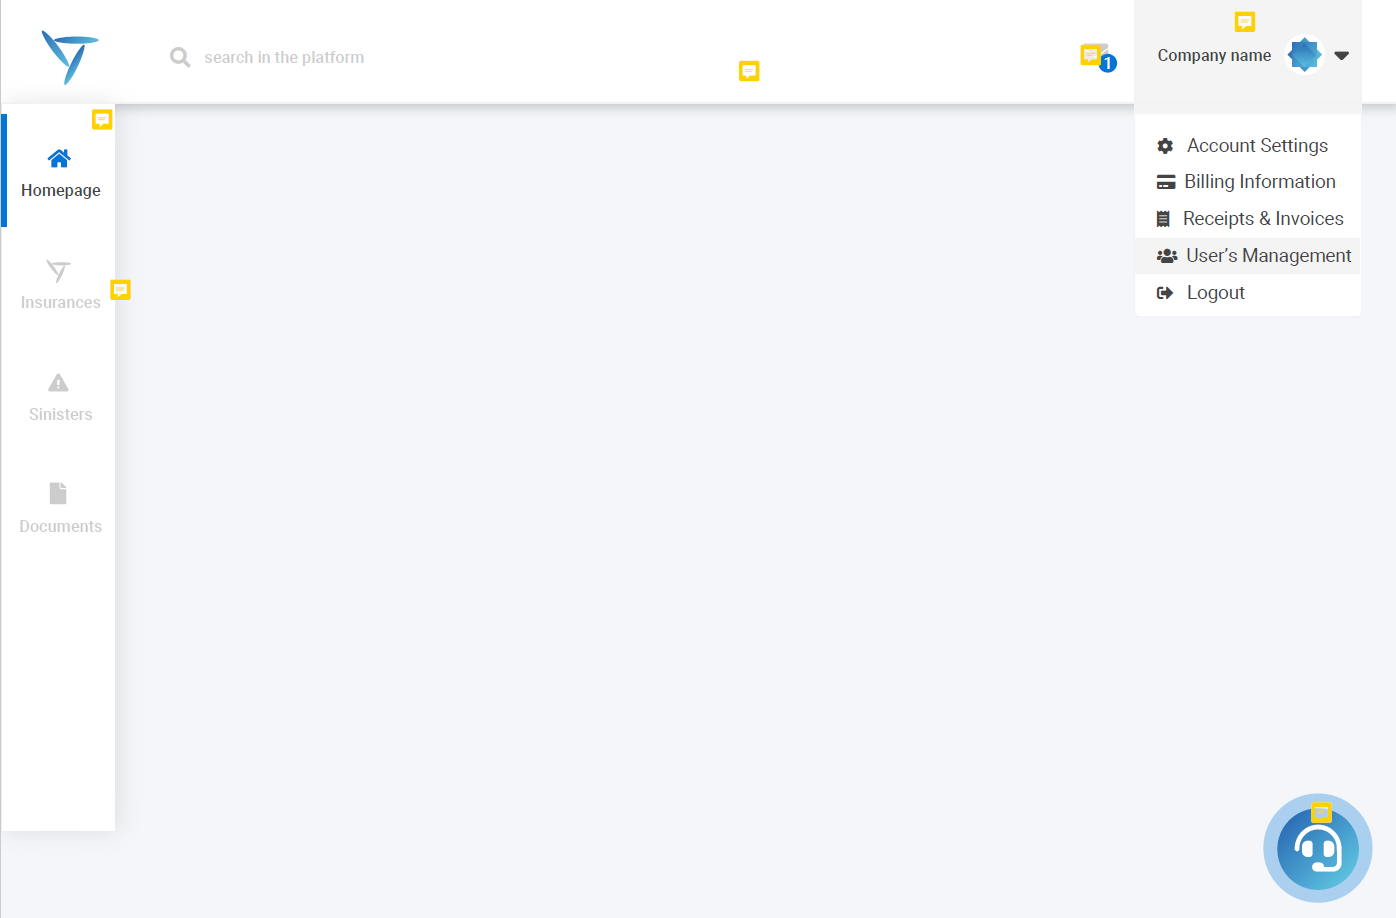 search in the platform
1
Company name
Account Settings
Billing Information
Receipts & Invoices
User’s Management
Logout
Homepage
Insurances
Sinisters
Documents